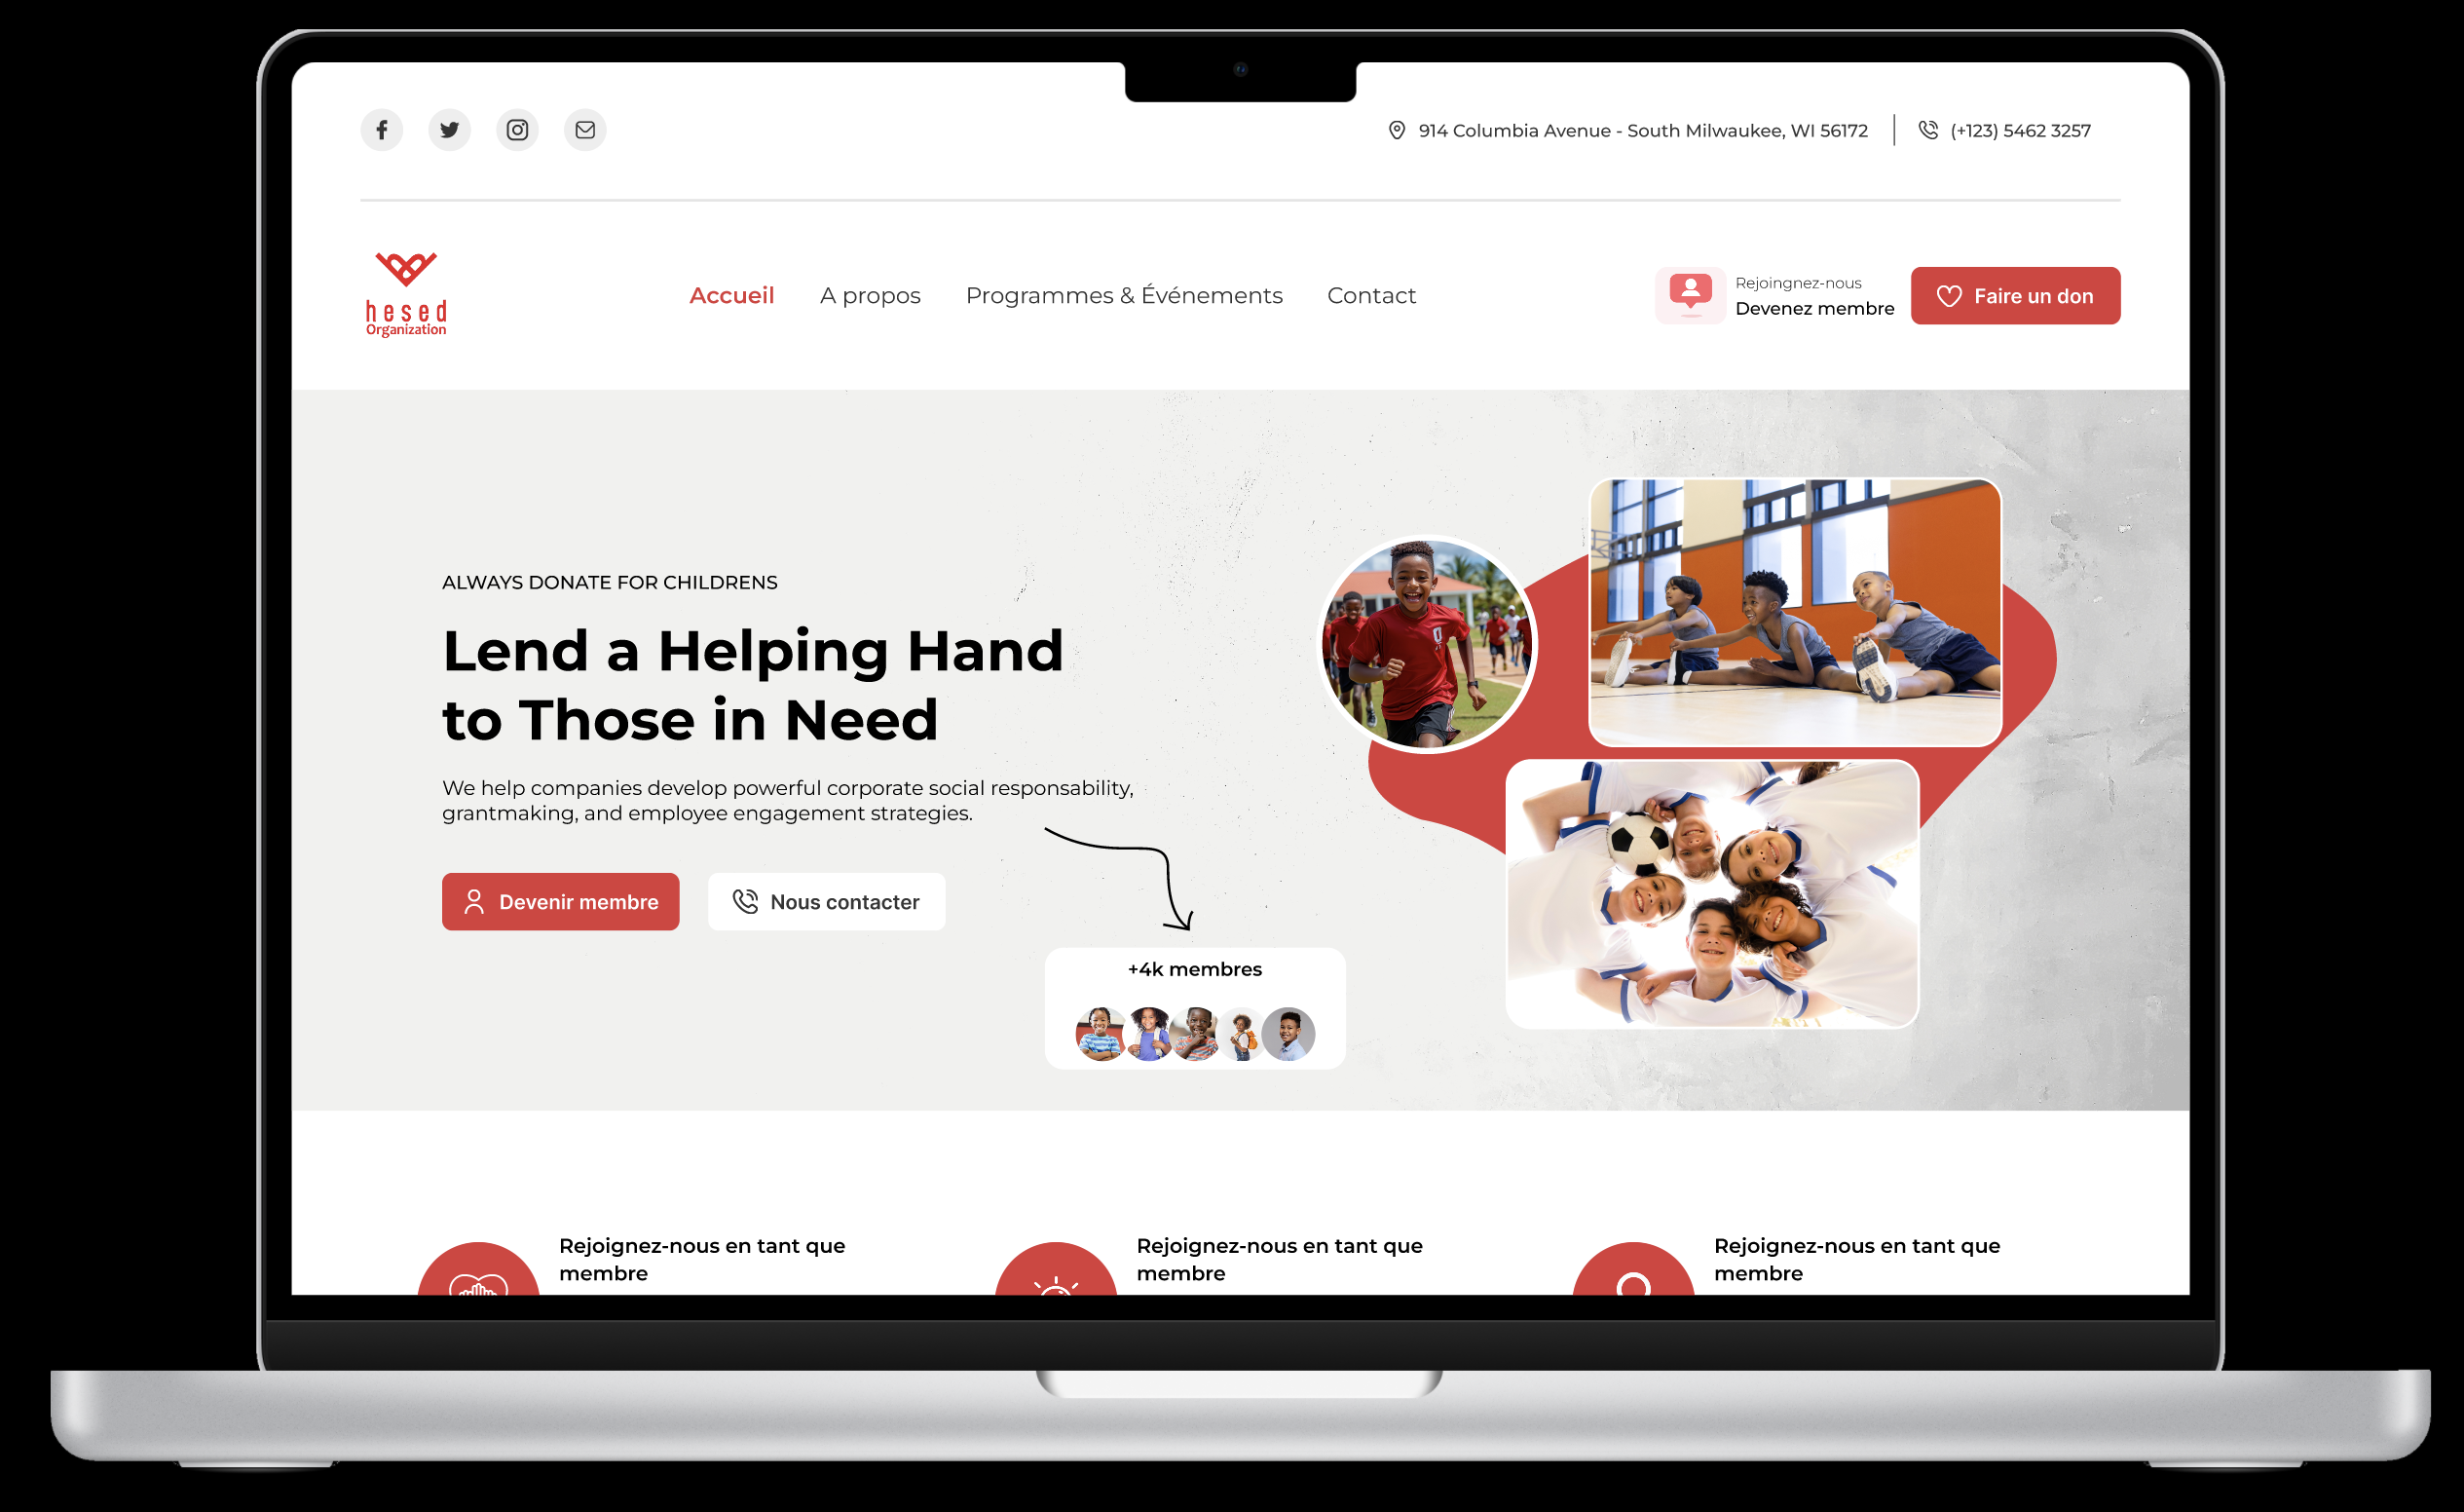 914 Columbia Avenue - South Milwaukee, WI 56172
(+123) 5462 3257
hesed
Organization
Accueil
A propos
Programmes & Événements
Contact
Rejoingnez-nous
Devenez membre
Faire un don
ALWAYS DONATE FOR CHILDRENS
Lend a Helping Hand
to Those in Need
We help companies develop powerful corporate social responsability,
grantmaking, and employee engagement strategies.
Devenir membre
Nous contacter
+4k membres
Rejoignez-nous en tant que
membre
Rejoignez-nous en tant que
membre
Rejoignez-nous en tant que
membre